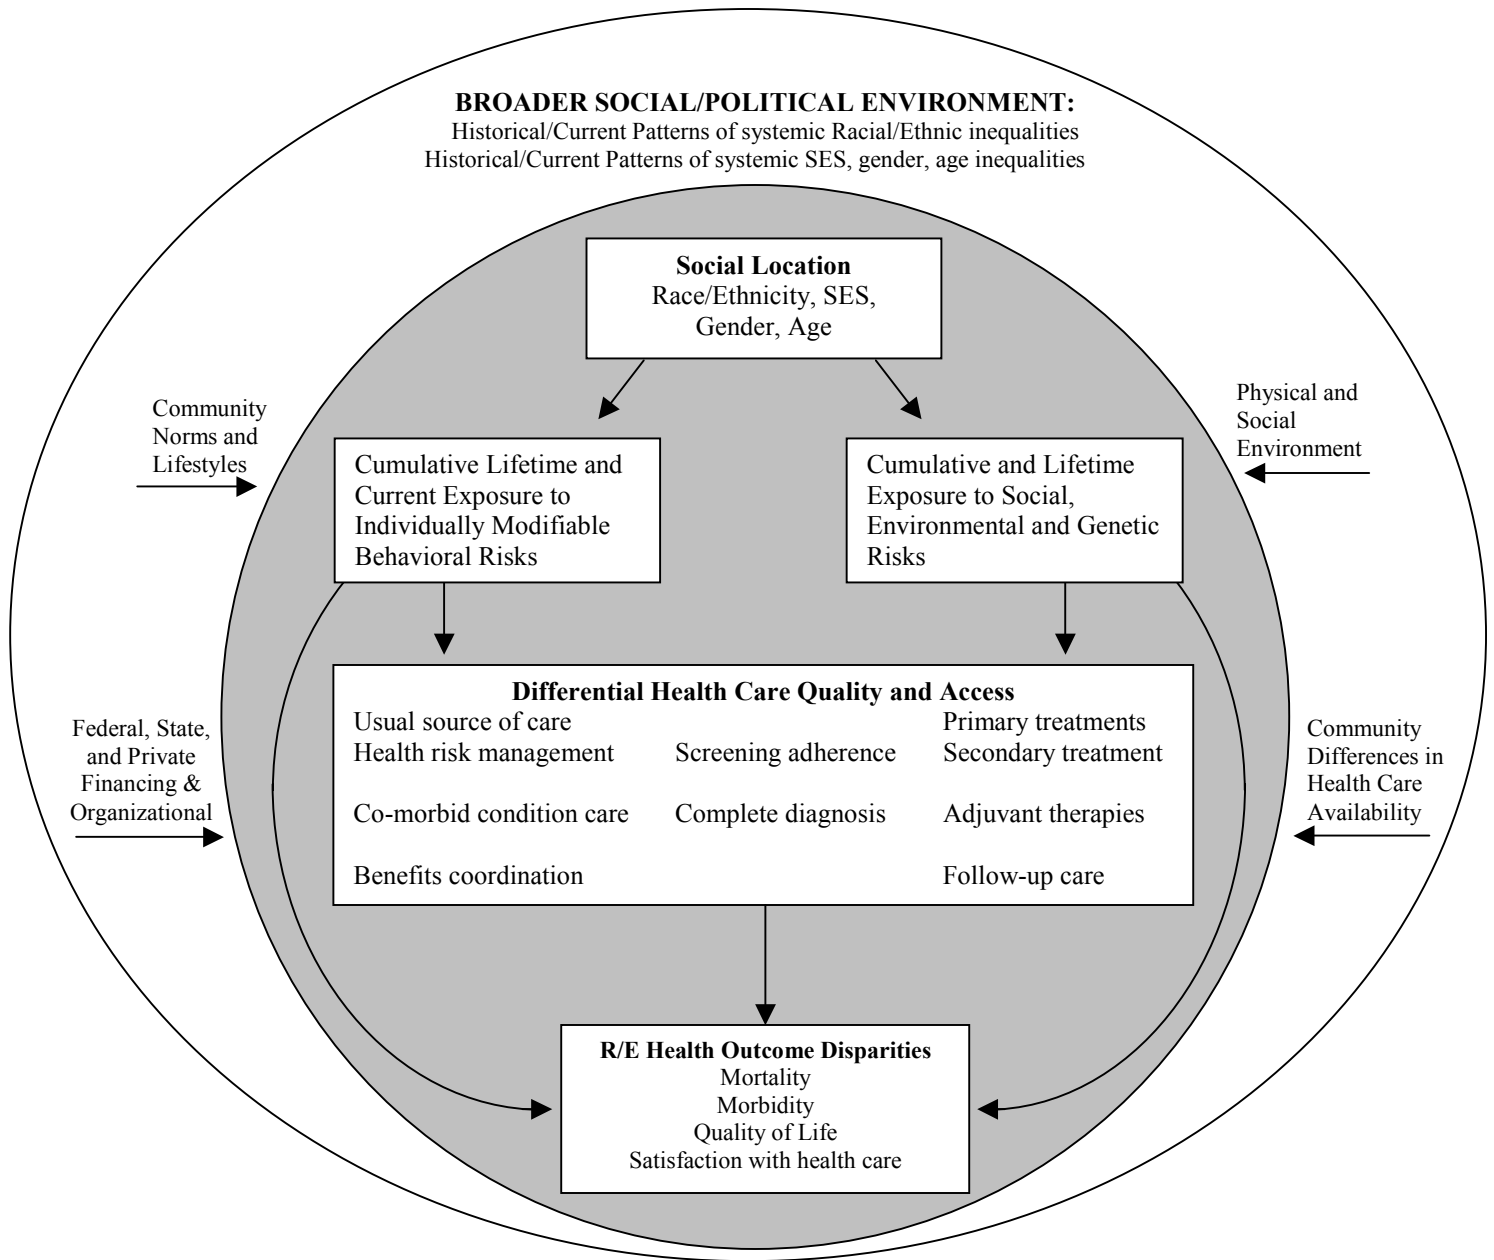 BROADER SOCIAL/POLITICAL ENVIRONMENT:
Historical/Current Patterns of systemic Racial/Ethnic inequalities
Historical/Current Patterns of systemic SES, gender, age inequalities
Social Location
Race/Ethnicity, SES,
Gender, Age
Community
Norms and
Lifestyles
Physical and
Social
Environment
Cumulative Lifetime and
Current Exposure to
Individually Modifiable
Behavioral Risks
Cumulative and Lifetime
Exposure to Social,
Environmental and Genetic
Risks
Federal, State,
and Private
Financing &
Organizational
Community
Differences in
Health Care
Availability
Differential Health Care Quality and Access
Usual source of care Primary treatments
Health risk management Screening adherence Secondary treatment
Co-morbid condition care Complete diagnosis Adjuvant therapies
Benefits coordination Follow-up care
R/E Health Outcome Disparities
Mortality
Morbidity
Quality of Life
Satisfaction with health care